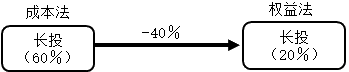 成本法
权益法
长投
（60％）
-40％
长投
（20％）